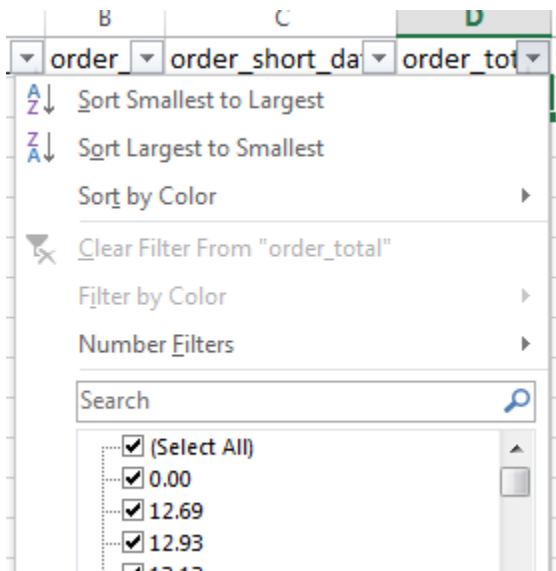 B C D
order_ order_short_da order_tot
Sort Smallest to Largest
Sort Largest to Smallest
Sort by Color
Clear Filter From "order_total"
Filter by Color
Number Filters
Search
(Select All)
0.00
12.69
12.93